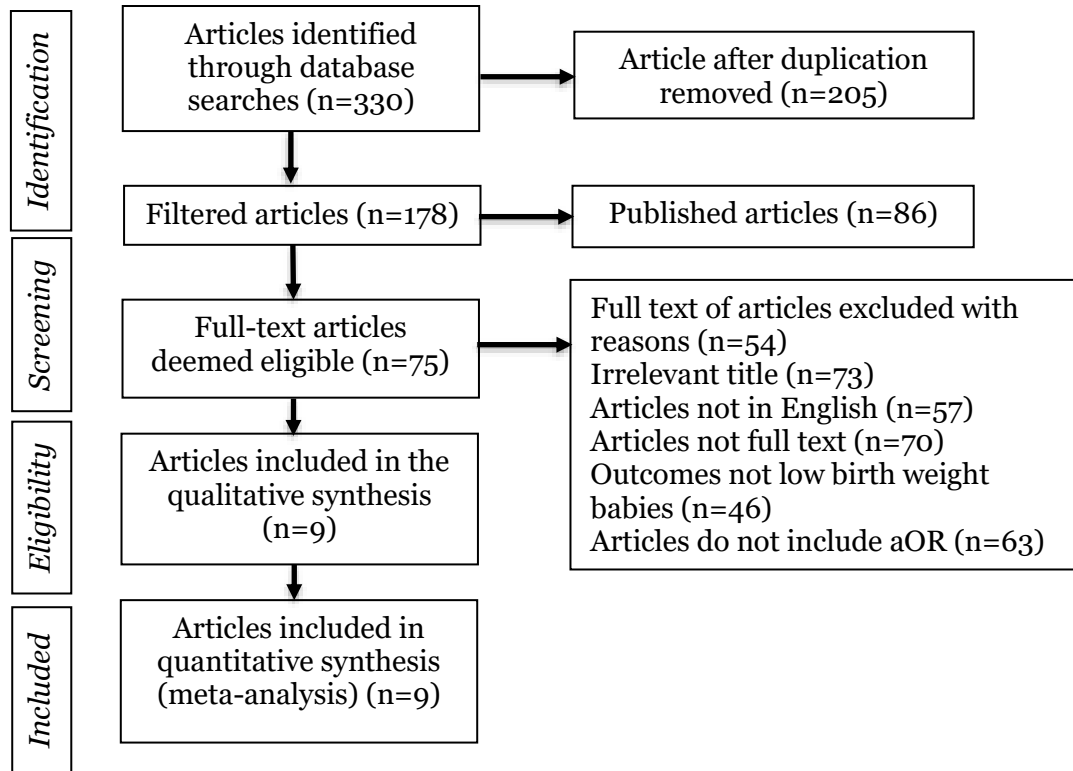 Identification
Articles identified
through database
searches (n=330)
Article after duplication
removed (n=205)
Filtered articles (n=178)
Published articles (n=86)
Screening
Full-text articles
deemed eligible (n=75)
Full text of articles excluded with
reasons (n=54)
Irrelevant title (n=73)
Articles not in English (n=57)
Articles not full text (n=70)
Outcomes not low birth weight
babies (n=46)
Articles do not include aOR (n=63)
Eligibility
Articles included in the
qualitative synthesis
(n=9)
Included
Articles included in
quantitative synthesis
(meta-analysis) (n=9)